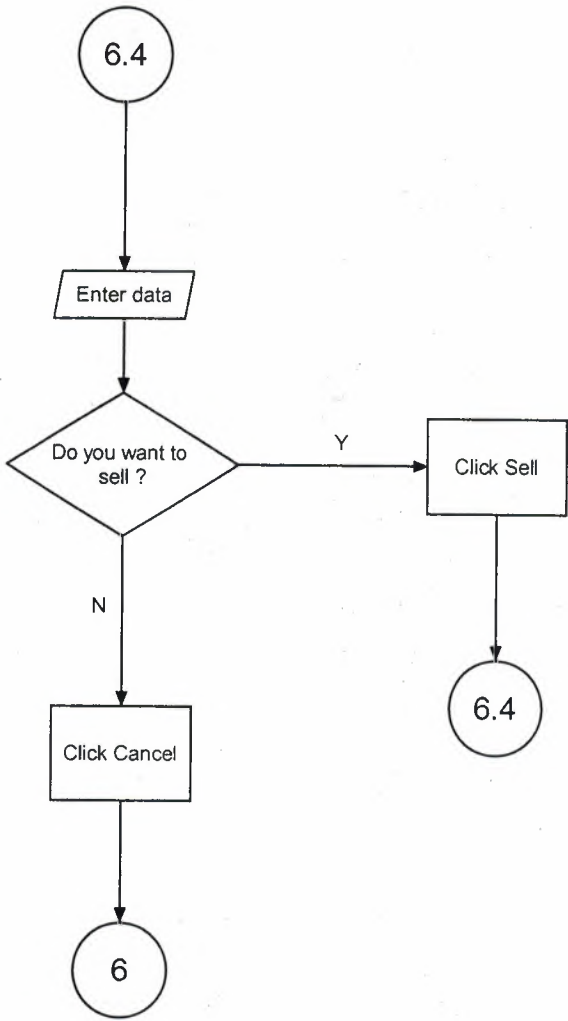 6.4
Enter data
Do you want to
sell ?
Y
Click Sell
N
6.4
Click Cancel
6